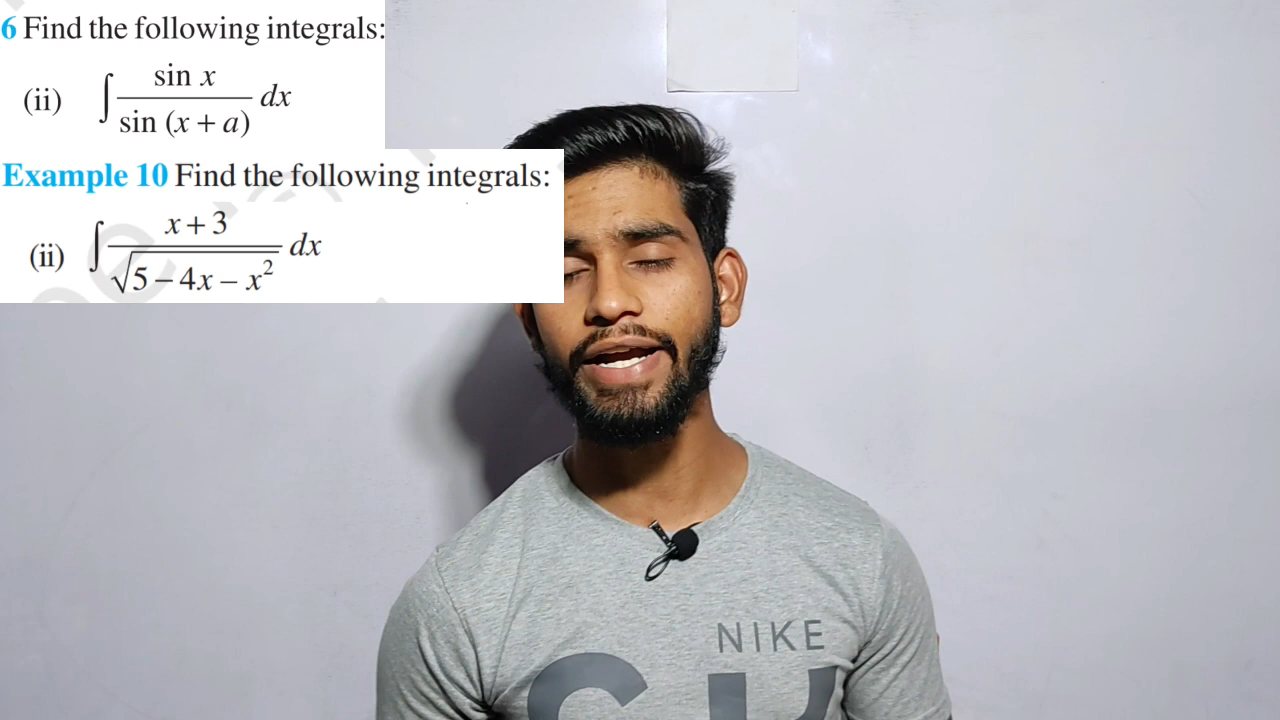 6 Find the following integrals:
(ii) ∫ sin x / sin (x + a) dx
Example 10 Find the following integrals:
(ii) ∫ x + 3 / √5 – 4x – x² dx
NIKE